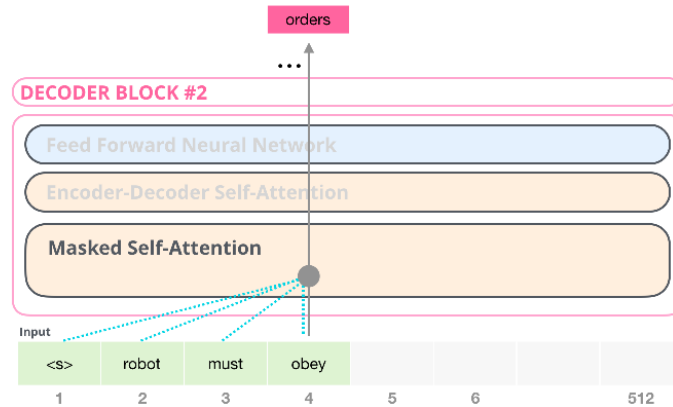 orders
...
DECODER BLOCK #2
Feed Forward Neural Network
Encoder-Decoder Self-Attention
Masked Self-Attention
Input
<s> robot must obey
1 2 3 4 5 6 512